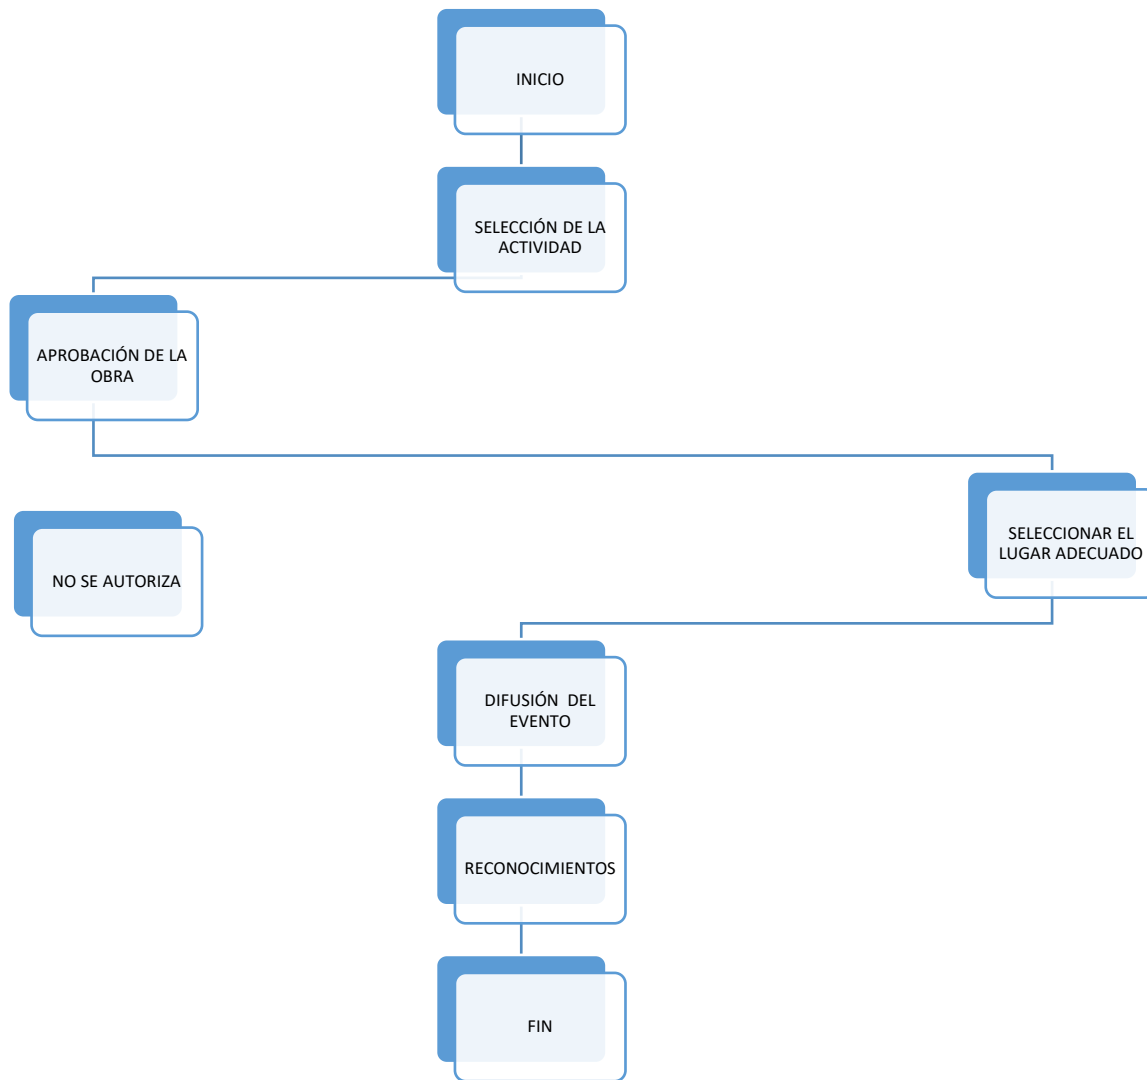 INICIO
SELECCIÓN DE LA
ACTIVIDAD
APROBACIÓN DE LA
OBRA
SELECCIONAR EL
LUGAR ADECUADO
NO SE AUTORIZA
DIFUSIÓN  DEL
EVENTO
RECONOCIMIENTOS
FIN